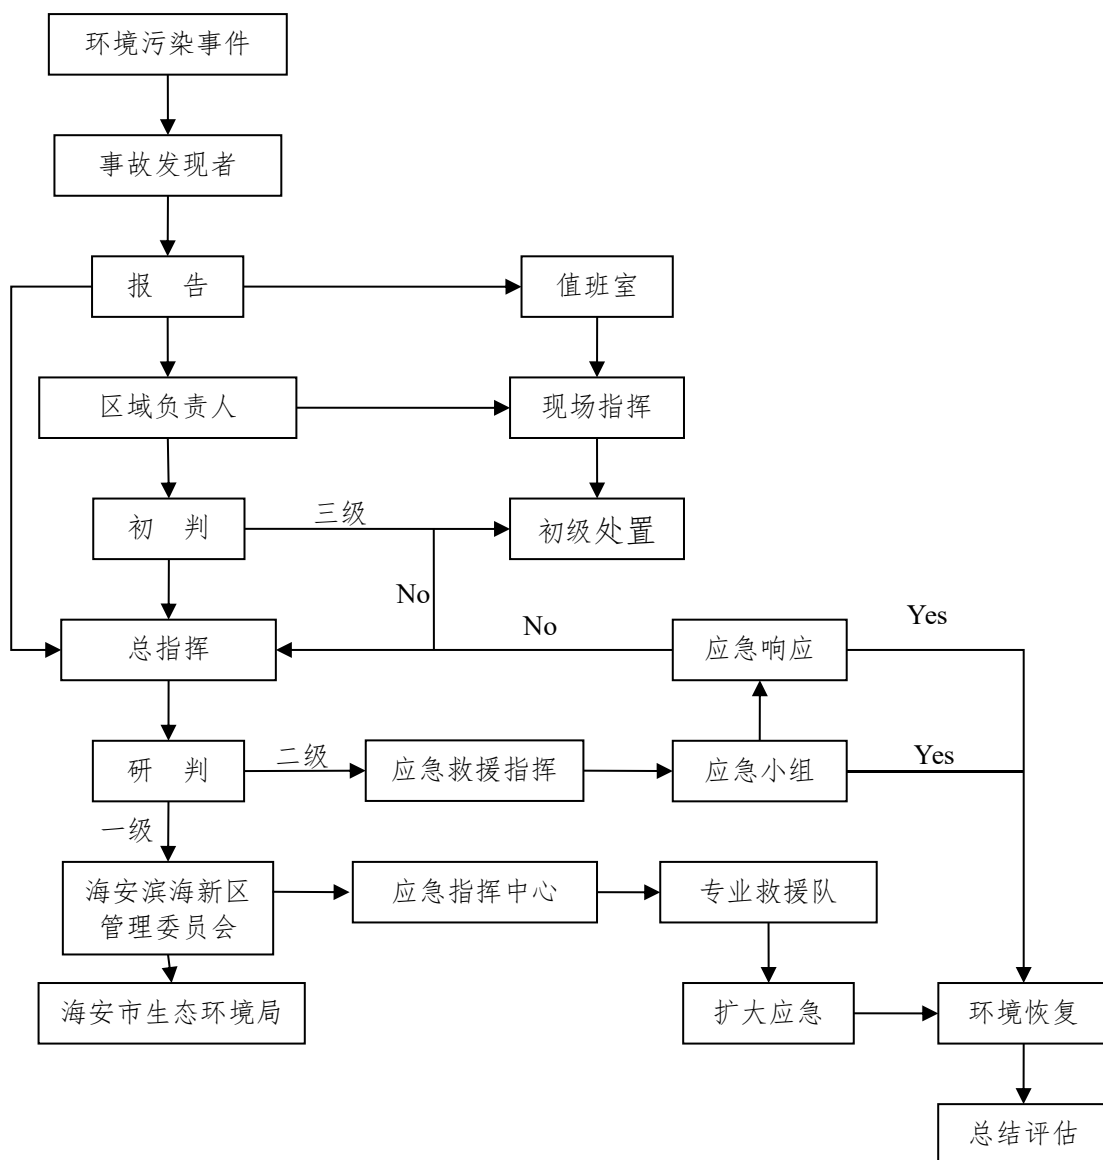 环境污染事件
事故发现者
报 告
值班室
区域负责人
现场指挥
初 判
三级
初级处置
No
总指挥
No
应急响应
Yes
研 判
二级
应急救援指挥
应急小组
Yes
一级
海安滨海新区
管理委员会
应急指挥中心
专业救援队
海安市生态环境局
扩大应急
环境恢复
总结评估